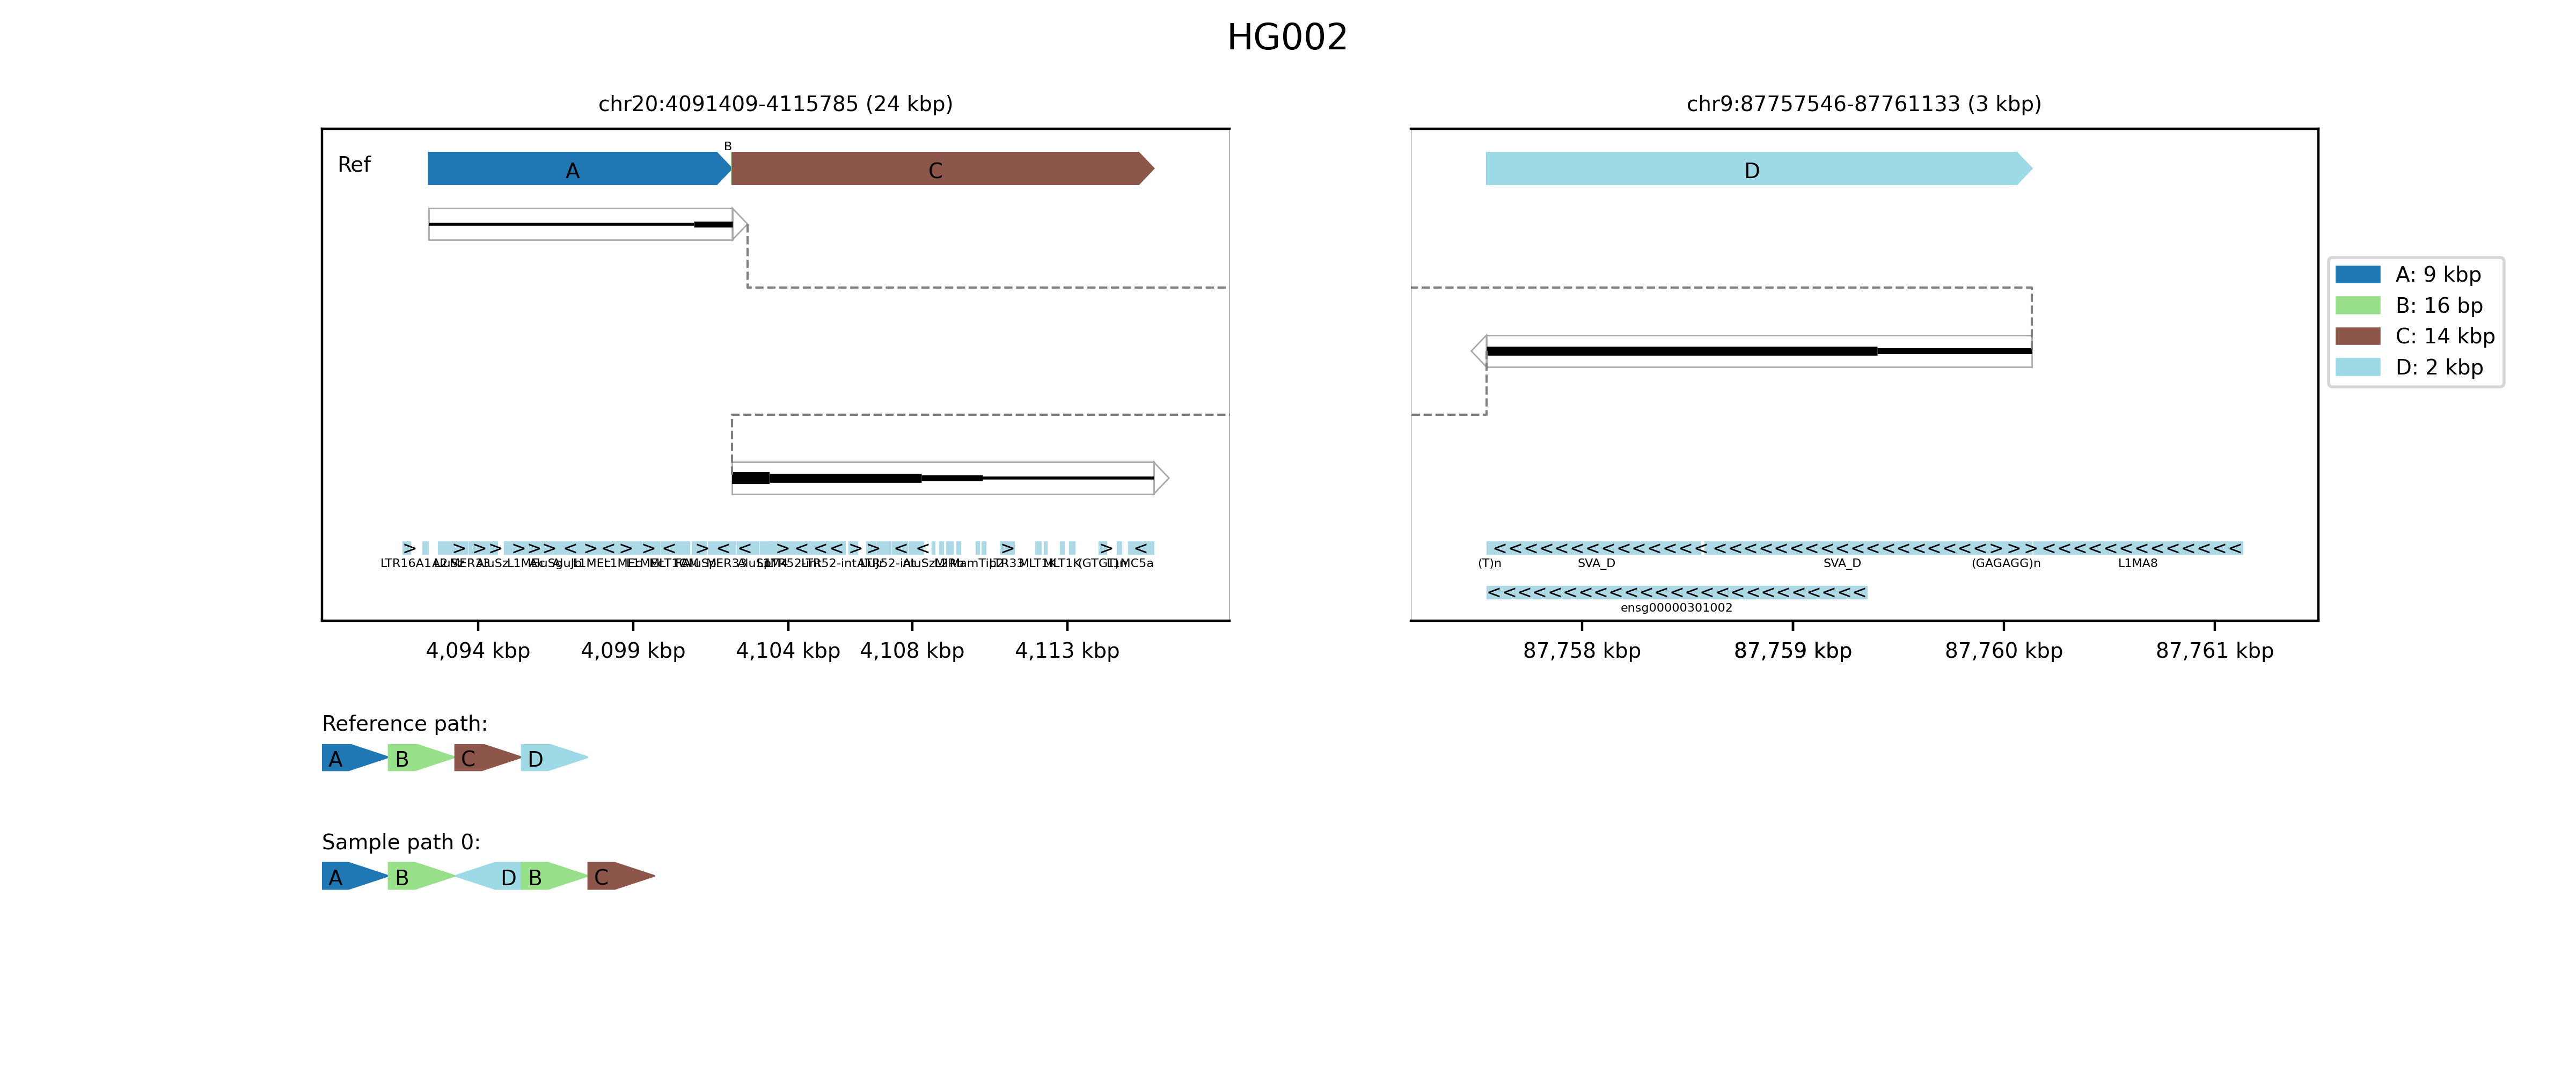 HG002
chr20:4091409-4115785 (24 kbp)
chr9:87757546-87761133 (3 kbp)
Ref
A
B
C
D
A: 9 kbp
B: 16 bp
C: 14 kbp
D: 2 kbp
LTR16A1
(T)n SVA_D SVA_D (GAGAGG)n L1MA8
ensg00000301002
4,094 kbp 4,099 kbp 4,104 kbp 4,108 kbp 4,113 kbp
87,758 kbp 87,759 kbp 87,760 kbp 87,761 kbp
Reference path:
A B C D
Sample path 0:
A B D B C